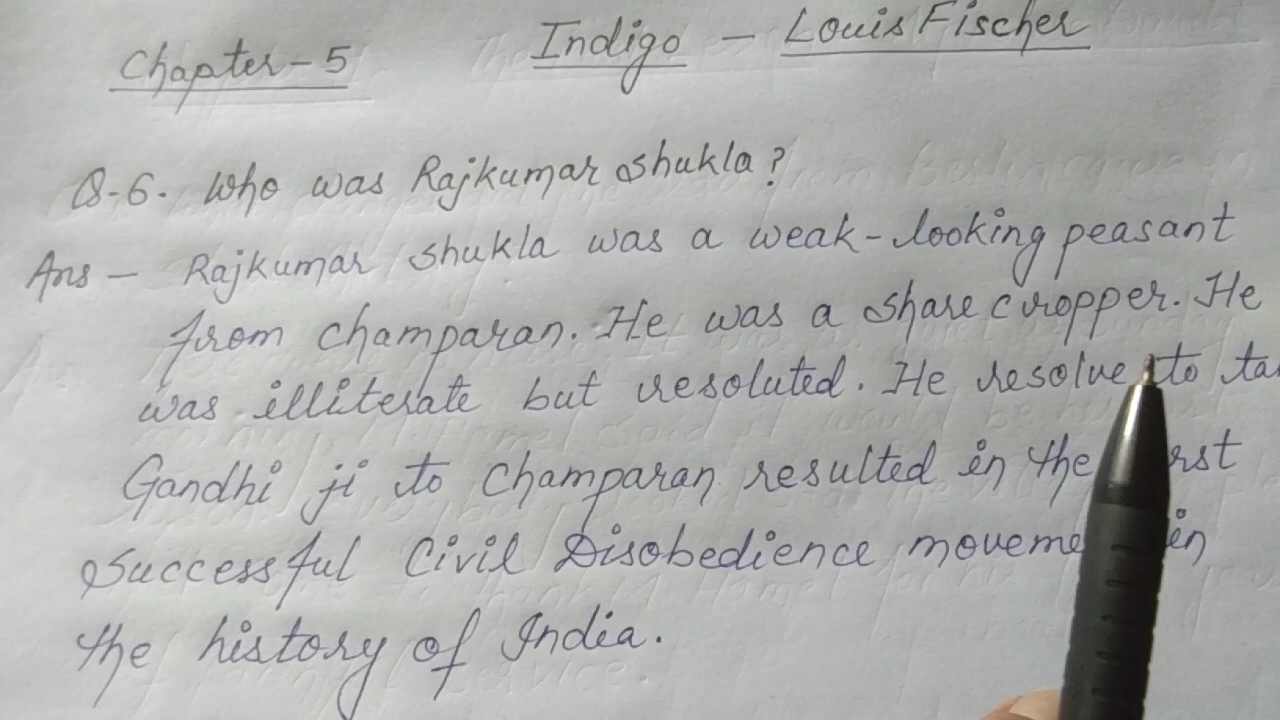 Chapter-5 Indigo - Louis Fischer
Q-6. Who was Rajkumar Shukla?
Ans - Rajkumar Shukla was a weak-looking peasant
from Champaran. He was a share cropper. He
was illiterate but resoluted. He resolve to
Gandhi ji to Champaran resulted in the
Successful Civil Disobedience in
the history of India.